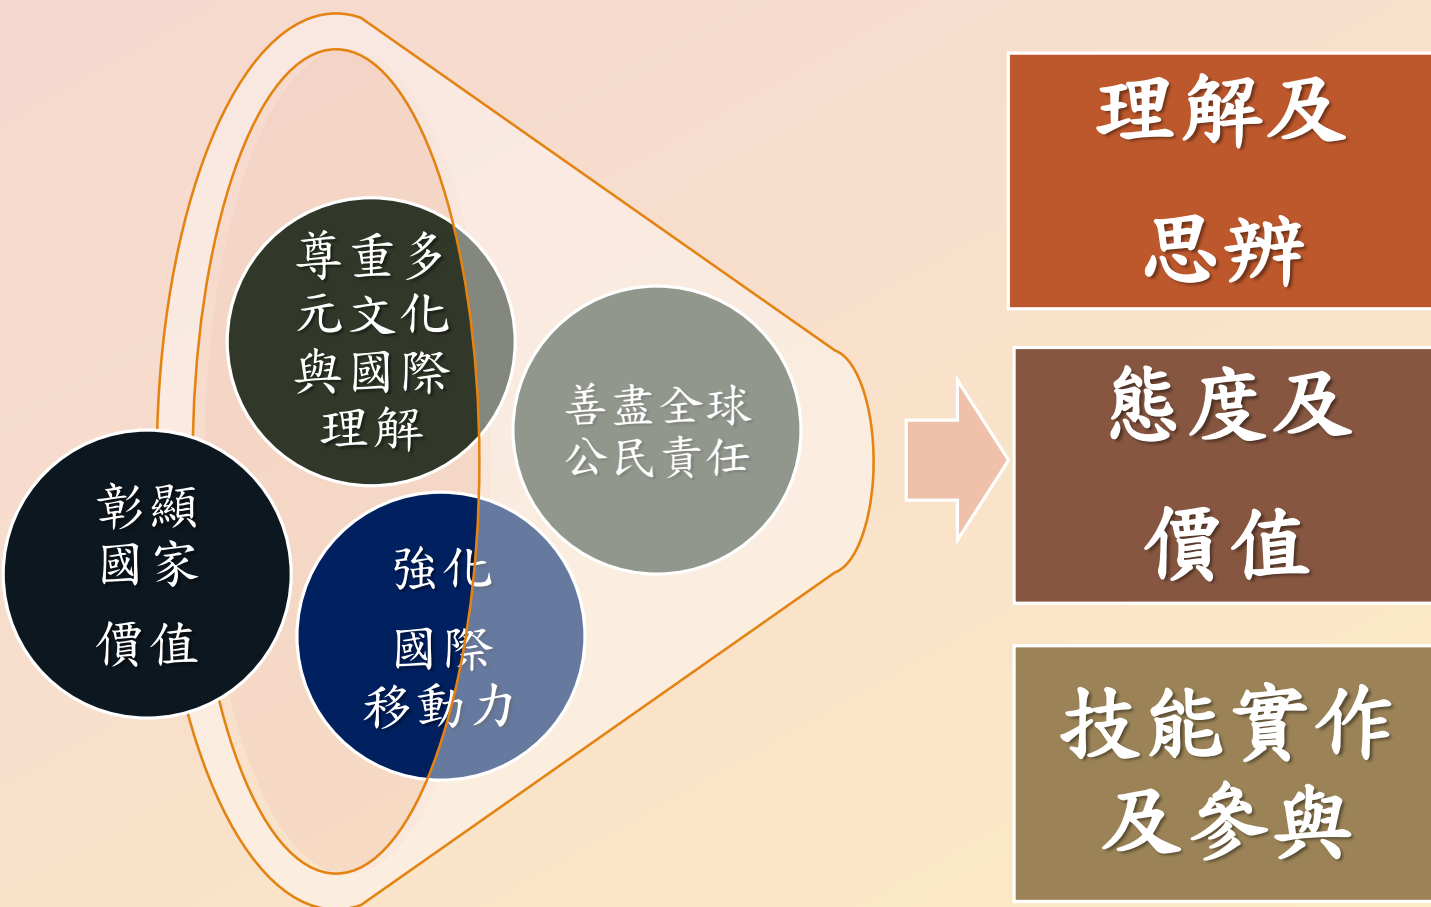 尊重多
元文化
與國際
理解
善盡全球
公民責任
彰顯
國家
價值
強化
國際
移動力
理解及
思辨
態度及
價值
技能實作
及參與